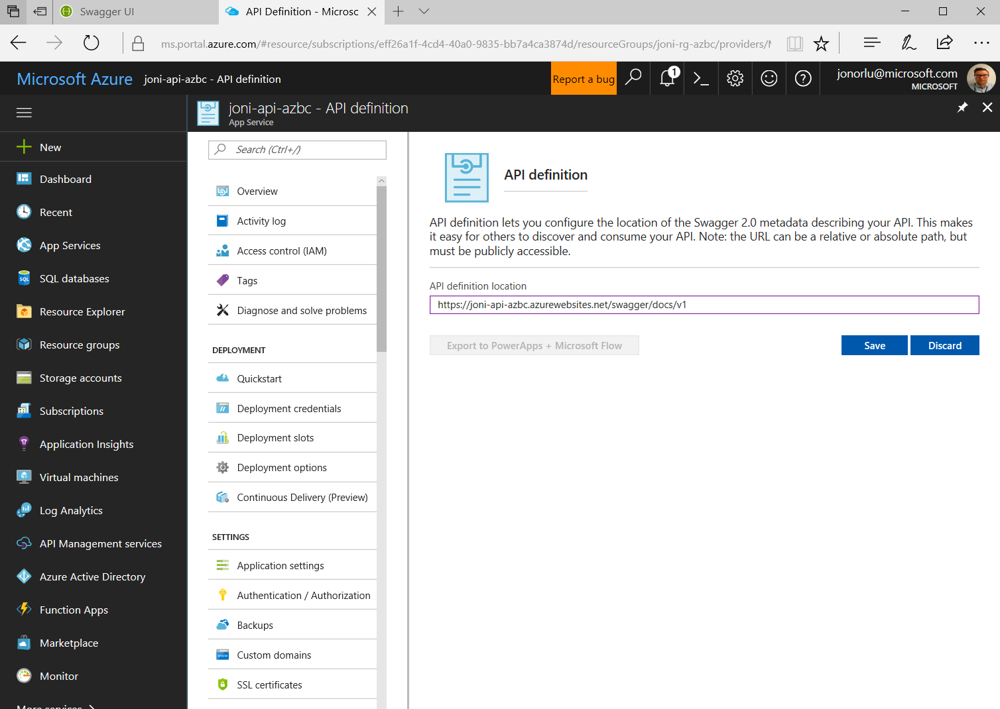 Swagger UI
API Definition - Microsc
ms.portal.azure.com/#resource/subscriptions/eff26a1f-4cd4-40a0-9835-bb7a4ca3874d/resourceGroups/joni-rg-azbc/providers/
Microsoft Azure joni-api-azbc - API definition
Report a bug
1
jonorlu@microsoft.com
MICROSOFT
joni-api-azbc - API definition
App Service
New
Dashboard
Recent
App Services
SQL databases
Resource Explorer
Resource groups
Storage accounts
Subscriptions
Application Insights
Virtual machines
Log Analytics
API Management services
Azure Active Directory
Function Apps
Marketplace
Monitor
More services
Search (Ctrl+/)
Overview
Activity log
Access control (IAM)
Tags
Diagnose and solve problems
DEPLOYMENT
Quickstart
Deployment credentials
Deployment slots
Deployment options
Continuous Delivery (Preview)
SETTINGS
Application settings
Authentication / Authorization
Backups
Custom domains
SSL certificates
API definition
API definition lets you configure the location of the Swagger 2.0 metadata describing your API. This makes
it easy for others to discover and consume your API. Note: the URL can be a relative or absolute path, but
must be publicly accessible.
API definition location
https://joni-api-azbc.azurewebsites.net/swagger/docs/v1
Export to PowerApps + Microsoft Flow
Save
Discard